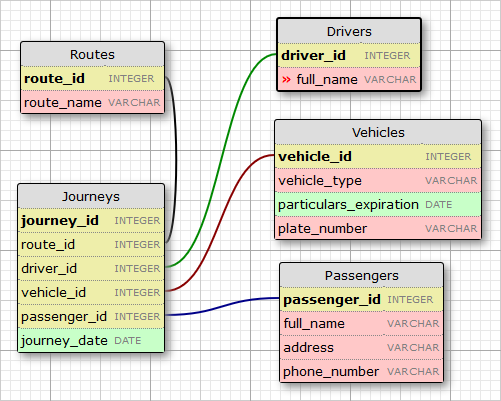 Routes
route_id INTEGER
route_name VARCHAR
Journeys
journey_id INTEGER
route_id INTEGER
driver_id INTEGER
vehicle_id INTEGER
passenger_id INTEGER
journey_date DATE
Drivers
driver_id INTEGER
» full_name VARCHAR
Vehicles
vehicle_id INTEGER
vehicle_type VARCHAR
particulars_expiration DATE
plate_number VARCHAR
Passengers
passenger_id INTEGER
full_name VARCHAR
address VARCHAR
phone_number VARCHAR